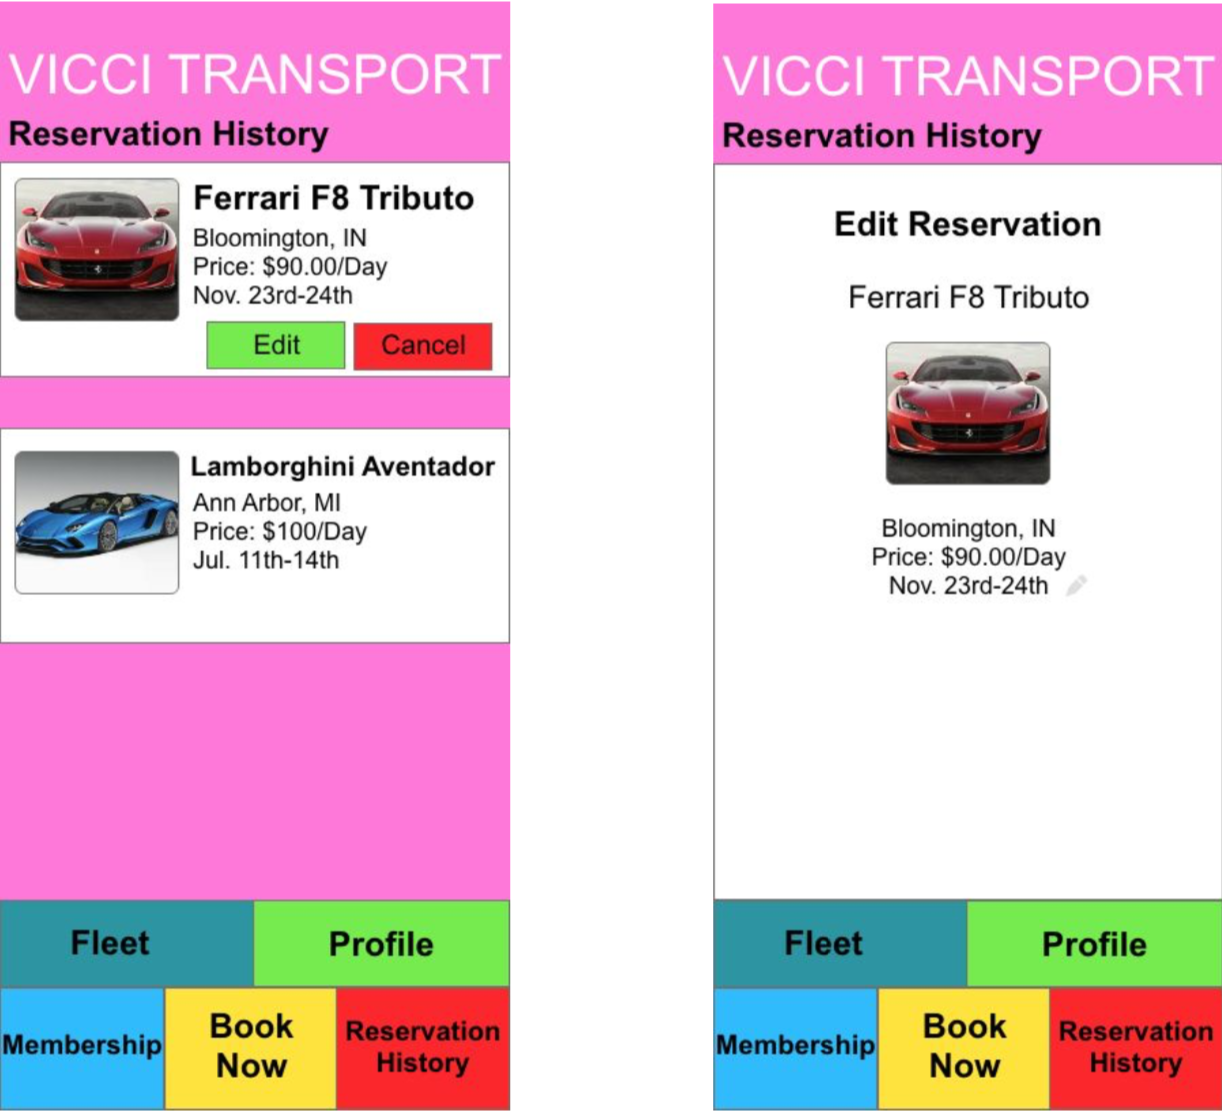 VICCI TRANSPORT
Reservation History
Ferrari F8 Tributo
Bloomington, IN
Price: $90.00/Day
Nov. 23rd-24th
Edit
Cancel
Lamborghini Aventador
Ann Arbor, MI
Price: $100/Day
Jul. 11th-14th
Fleet
Profile
Membership
Book
Now
Reservation
History
VICCI TRANSPORT
Reservation History
Edit Reservation
Ferrari F8 Tributo
Bloomington, IN
Price: $90.00/Day
Nov. 23rd-24th
Fleet
Profile
Membership
Book
Now
Reservation
History